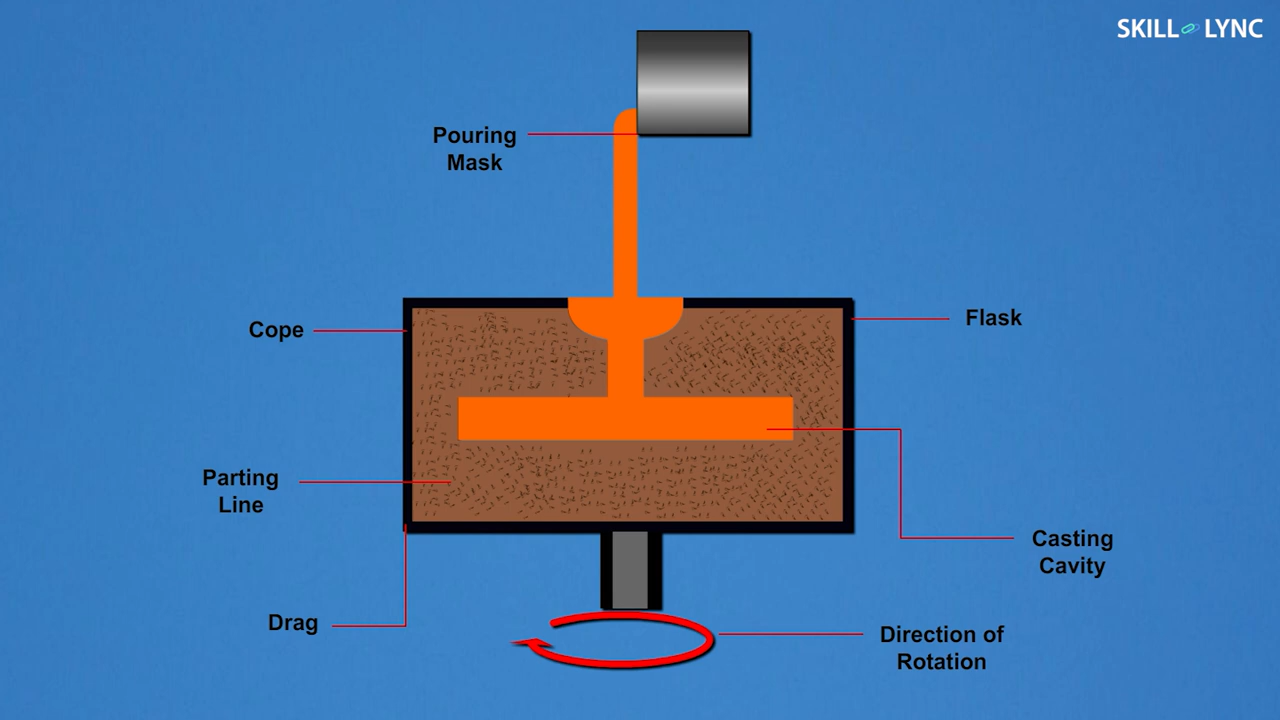 SKILL LYNC
Pouring
Mask
Cope
Flask
Parting
Line
Casting
Cavity
Drag
Direction of
Rotation